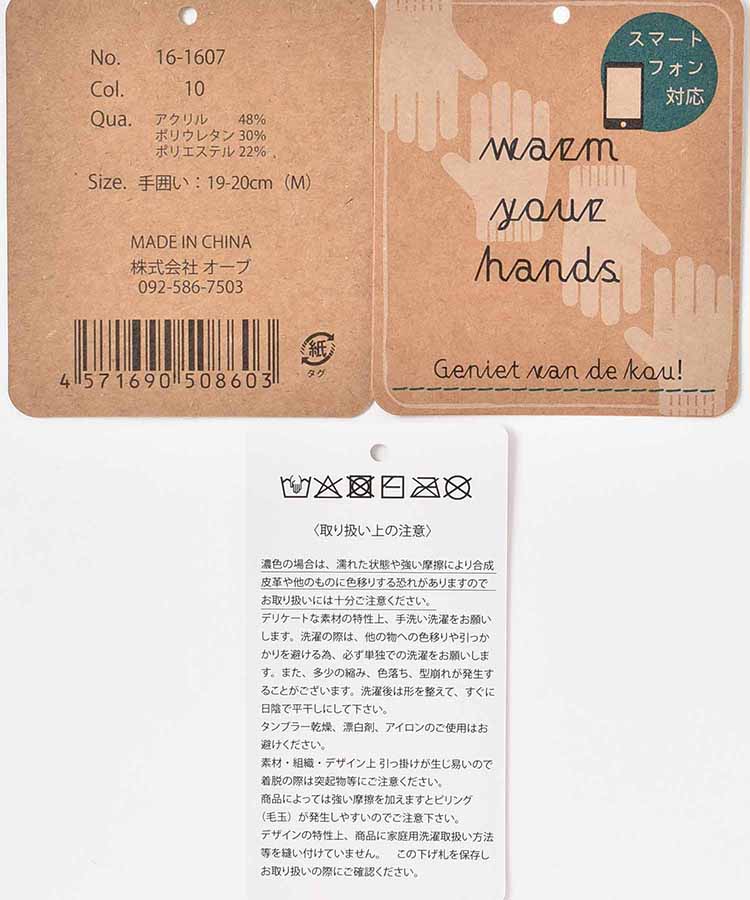 No. 16-1607
Col. 10
Qua. アクリル 48%
ポリウレタン 30%
ポリエステル 22%
Size. 手囲い：19-20cm（M）
MADE IN CHINA
株式会社 オーブ
092-586-7503
4 571690 508603
紙
タグ
スマート
フォン
対応
warm
your
hands
Geniet van de kou!
〈取り扱い上の注意〉
濃色の場合は、濡れた状態や強い摩擦により合成
皮革や他のものに色移りする恐れがありますので
お取り扱いには十分ご注意ください。
デリケートな素材の特性上、手洗い洗濯をお願い
します。洗濯の際は、他の物への色移りや引っか
かりを避ける為、必ず単独での洗濯をお願いしま
す。また、多少の縮み、色落ち、型崩れが発生す
ることがございます。洗濯後は形を整えて、すぐに
日陰で平干しにして下さい。
タンブラー乾燥、漂白剤、アイロンのご使用はお
避けください。
素材・組織・デザイン上 引っ掛けが生じ易いので
着脱の際は突起物等にご注意ください。
商品によっては強い摩擦を加えますとピリング
（毛玉）が発生しやすいのでご注意下さい。
デザインの特性上、商品に家庭用洗濯取扱い方法
等を縫い付けていません。 この下げ札を保存し
お取り扱いの際にご確認ください。